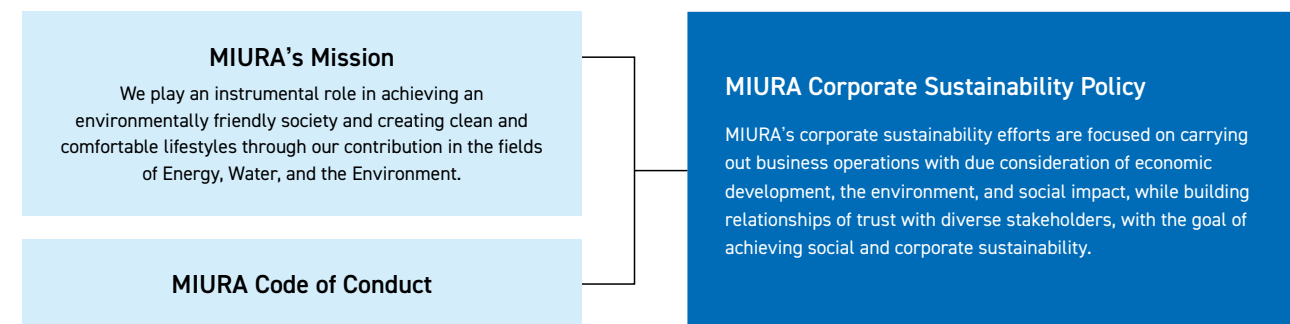 MIURA’s Mission
We play an instrumental role in achieving an
environmentally friendly society and creating clean and
comfortable lifestyles through our contribution in the fields
of Energy, Water, and the Environment.
MIURA Code of Conduct
MIURA Corporate Sustainability Policy
MIURA’s corporate sustainability efforts are focused on carrying
out business operations with due consideration of economic
development, the environment, and social impact, while building
relationships of trust with diverse stakeholders, with the goal of
achieving social and corporate sustainability.